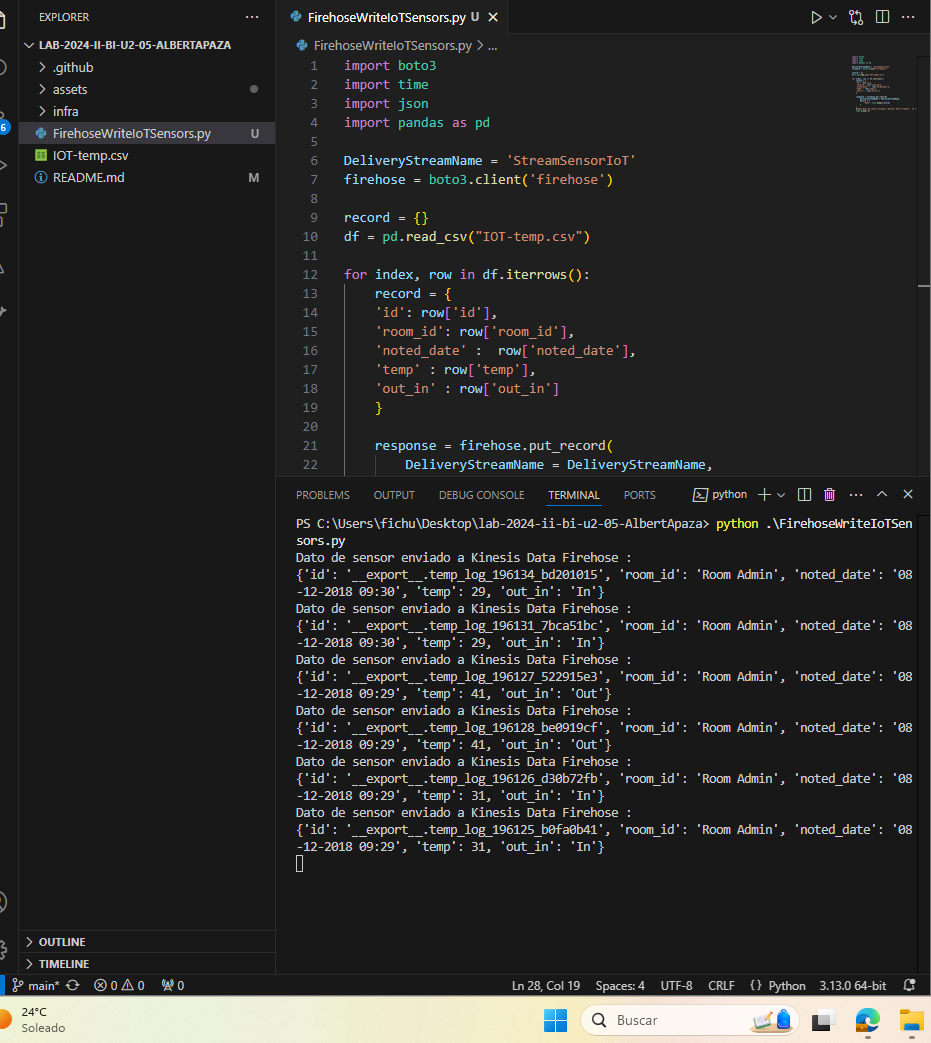 EXPLORER
LAB-2024-II-BI-U2-05-ALBERTAPAZA
.github
assets
infra
FirehoseWriteIoTSensors.py U
IOT-temp.csv
README.md M
6
OUTLINE
TIMELINE
FirehoseWriteIoTSensors.py U
FirehoseWriteIoTSensors.py > ...
1 import boto3
2 import time
3 import json
4 import pandas as pd
5
6 DeliveryStreamName = 'StreamSensorIoT'
7 firehose = boto3.client('firehose')
8
9 record = {}
10 df = pd.read_csv("IOT-temp.csv")
11
12 for index, row in df.iterrows():
13 record = {
14 'id': row['id'],
15 'room_id': row['room_id'],
16 'noted_date' :  row['noted_date'],
17 'temp' : row['temp'],
18 'out_in' : row['out_in']
19 }
20
21 response = firehose.put_record(
22 DeliveryStreamName = DeliveryStreamName,
PROBLEMS OUTPUT DEBUG CONSOLE TERMINAL PORTS python
PS C:\Users\fichu\Desktop\lab-2024-ii-bi-u2-05-AlbertApaza> python .\FirehoseWriteIoTSen
sors.py
Dato de sensor enviado a Kinesis Data Firehose :
{'id': '__export__.temp_log_196134_bd201015', 'room_id': 'Room Admin', 'noted_date': '08
-12-2018 09:30', 'temp': 29, 'out_in': 'In'}
Dato de sensor enviado a Kinesis Data Firehose :
{'id': '__export__.temp_log_196131_7bca51bc', 'room_id': 'Room Admin', 'noted_date': '08
-12-2018 09:30', 'temp': 29, 'out_in': 'In'}
Dato de sensor enviado a Kinesis Data Firehose :
{'id': '__export__.temp_log_196127_522915e3', 'room_id': 'Room Admin', 'noted_date': '08
-12-2018 09:29', 'temp': 41, 'out_in': 'Out'}
Dato de sensor enviado a Kinesis Data Firehose :
{'id': '__export__.temp_log_196128_be0919cf', 'room_id': 'Room Admin', 'noted_date': '08
-12-2018 09:29', 'temp': 41, 'out_in': 'Out'}
Dato de sensor enviado a Kinesis Data Firehose :
{'id': '__export__.temp_log_196126_d30b72fb', 'room_id': 'Room Admin', 'noted_date': '08
-12-2018 09:29', 'temp': 31, 'out_in': 'In'}
Dato de sensor enviado a Kinesis Data Firehose :
{'id': '__export__.temp_log_196125_b0fa0b41', 'room_id': 'Room Admin', 'noted_date': '08
-12-2018 09:29', 'temp': 31, 'out_in': 'In'}
main* 0 0 0 Ln 28, Col 19 Spaces: 4 UTF-8 CRLF {} Python 3.13.0 64-bit
24°C
Soleado
Buscar